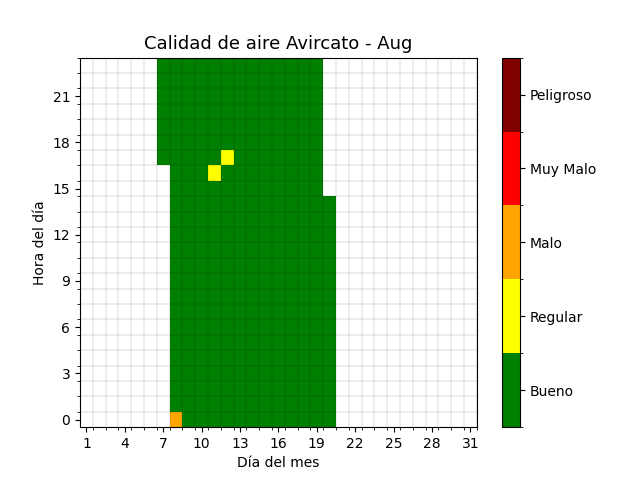 Calidad de aire Avircato - Aug
21
18
15
12
9
6
3
0
Hora del día
1 4 7 10 13 16 19 22 25 28 31
Día del mes
Peligroso
Muy Malo
Malo
Regular
Bueno